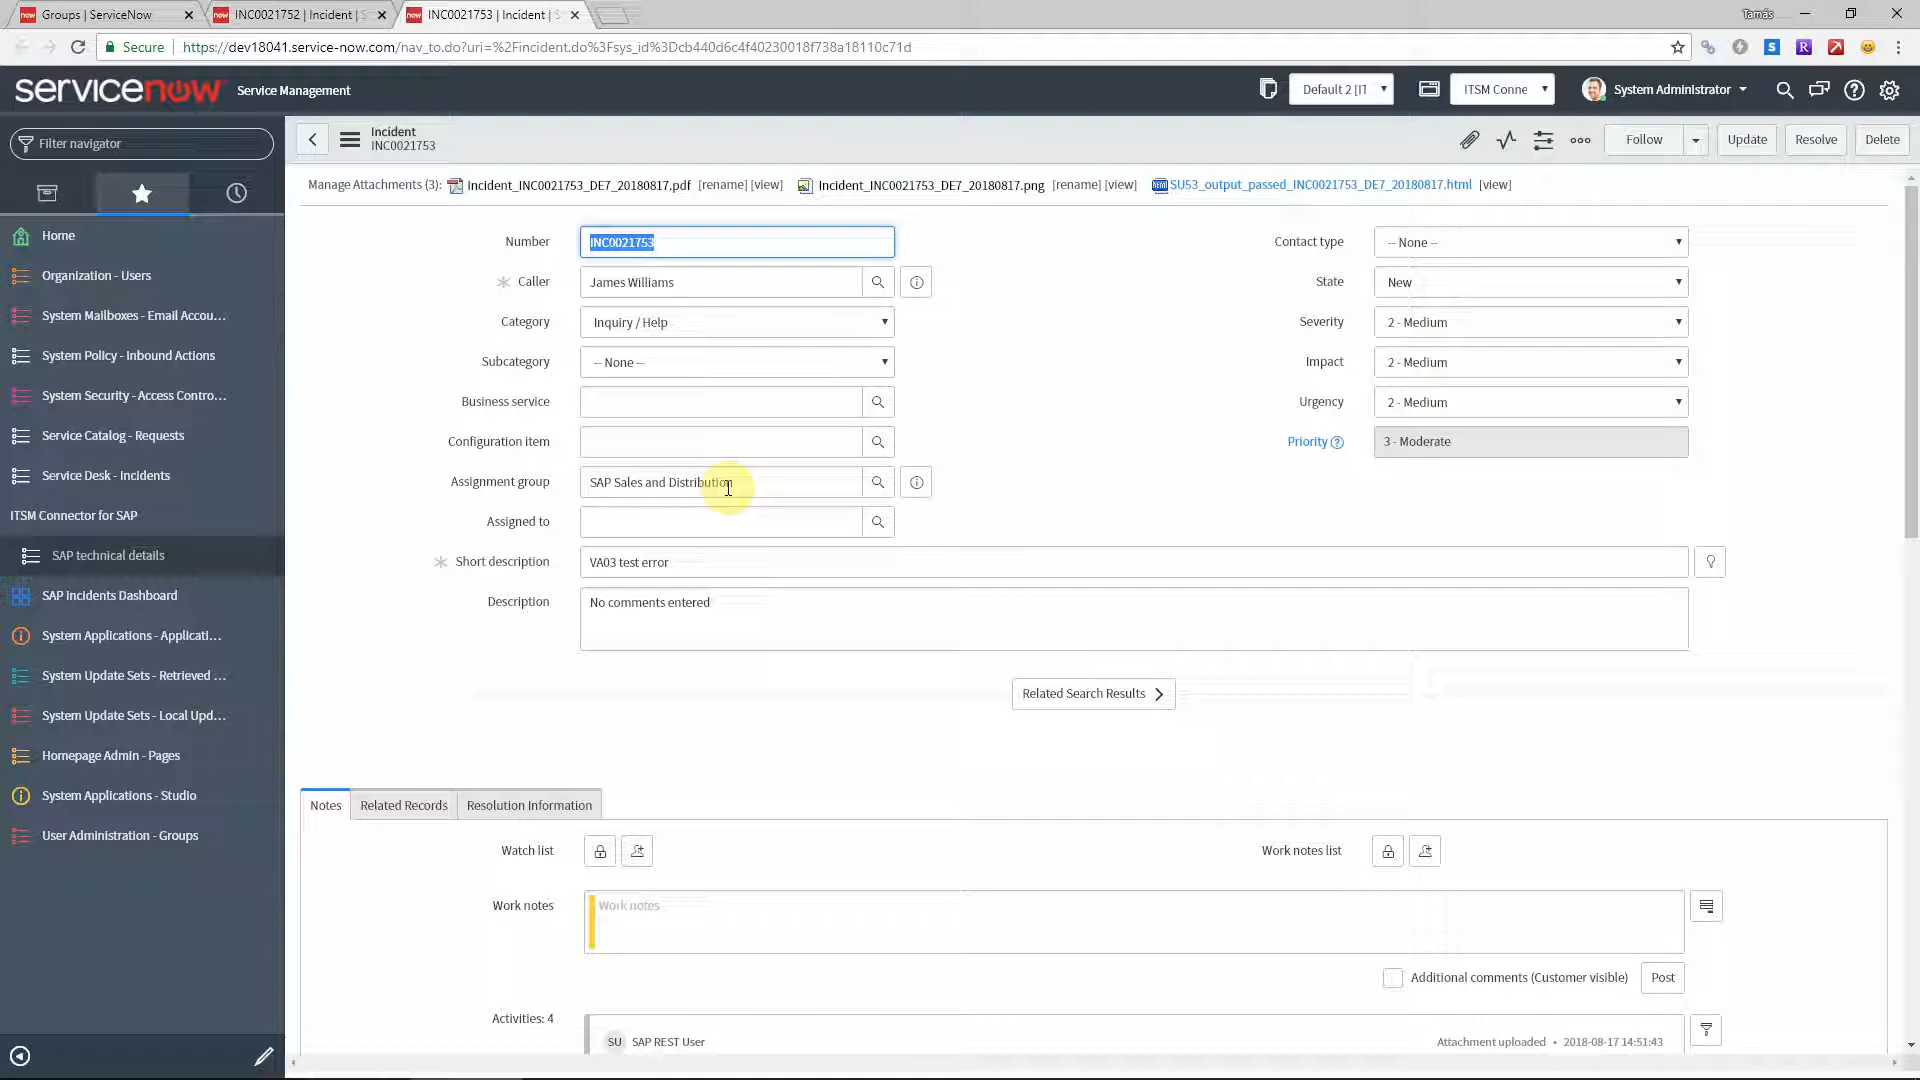 Groups | ServiceNow
INC0021752 | Incident | S
INC0021753 | Incident | S
Tamás
Secure
https://dev18041.service-now.com/nav_to.do?uri=%2Fincident.do%3Fsys_id%3Dcb440d6c4f40230018f738a18110c71d
servicenow
Service Management
Default 2 [IT
ITSM Conne
System Administrator
Filter navigator
Incident
INC0021753
Follow
Update
Resolve
Delete
Manage Attachments (3):
Incident_INC0021753_DE7_20180817.pdf
[rename] [view]
Incident_INC0021753_DE7_20180817.png
[rename] [view]
SU53_output_passed_INC0021753_DE7_20180817.html
[view]
Home
Organization - Users
System Mailboxes - Email Accou...
System Policy - Inbound Actions
System Security - Access Contro...
Service Catalog - Requests
Service Desk - Incidents
ITSM Connector for SAP
SAP technical details
SAP Incidents Dashboard
System Applications - Applicati...
System Update Sets - Retrieved ...
System Update Sets - Local Upd...
Homepage Admin - Pages
System Applications - Studio
User Administration - Groups
Number
INC0021753
Contact type
-- None --
Caller
James Williams
State
New
Category
Inquiry / Help
Severity
2 - Medium
Subcategory
-- None --
Impact
2 - Medium
Business service
Urgency
2 - Medium
Configuration item
Priority
3 - Moderate
Assignment group
SAP Sales and Distribution
Assigned to
Short description
VA03 test error
Description
No comments entered
Related Search Results
Notes
Related Records
Resolution Information
Watch list
Work notes list
Work notes
Work notes
Additional comments (Customer visible)
Post
Activities: 4
SU
SAP REST User
Attachment uploaded • 2018-08-17 14:51:43